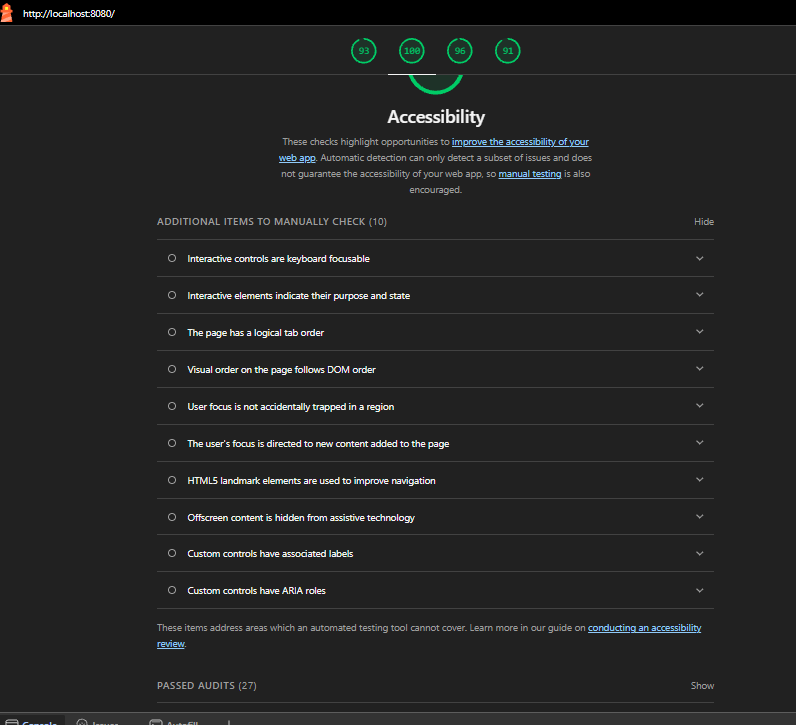 http://localhost:8080/
93 100 96 91
Accessibility
These checks highlight opportunities to improve the accessibility of your
web app. Automatic detection can only detect a subset of issues and does
not guarantee the accessibility of your web app, so manual testing is also
encouraged.
ADDITIONAL ITEMS TO MANUALLY CHECK (10) Hide
Interactive controls are keyboard focusable
Interactive elements indicate their purpose and state
The page has a logical tab order
Visual order on the page follows DOM order
User focus is not accidentally trapped in a region
The user's focus is directed to new content added to the page
HTML5 landmark elements are used to improve navigation
Offscreen content is hidden from assistive technology
Custom controls have associated labels
Custom controls have ARIA roles
These items address areas which an automated testing tool cannot cover. Learn more in our guide on conducting an accessibility
review.
PASSED AUDITS (27) Show
Console Issues Autofill